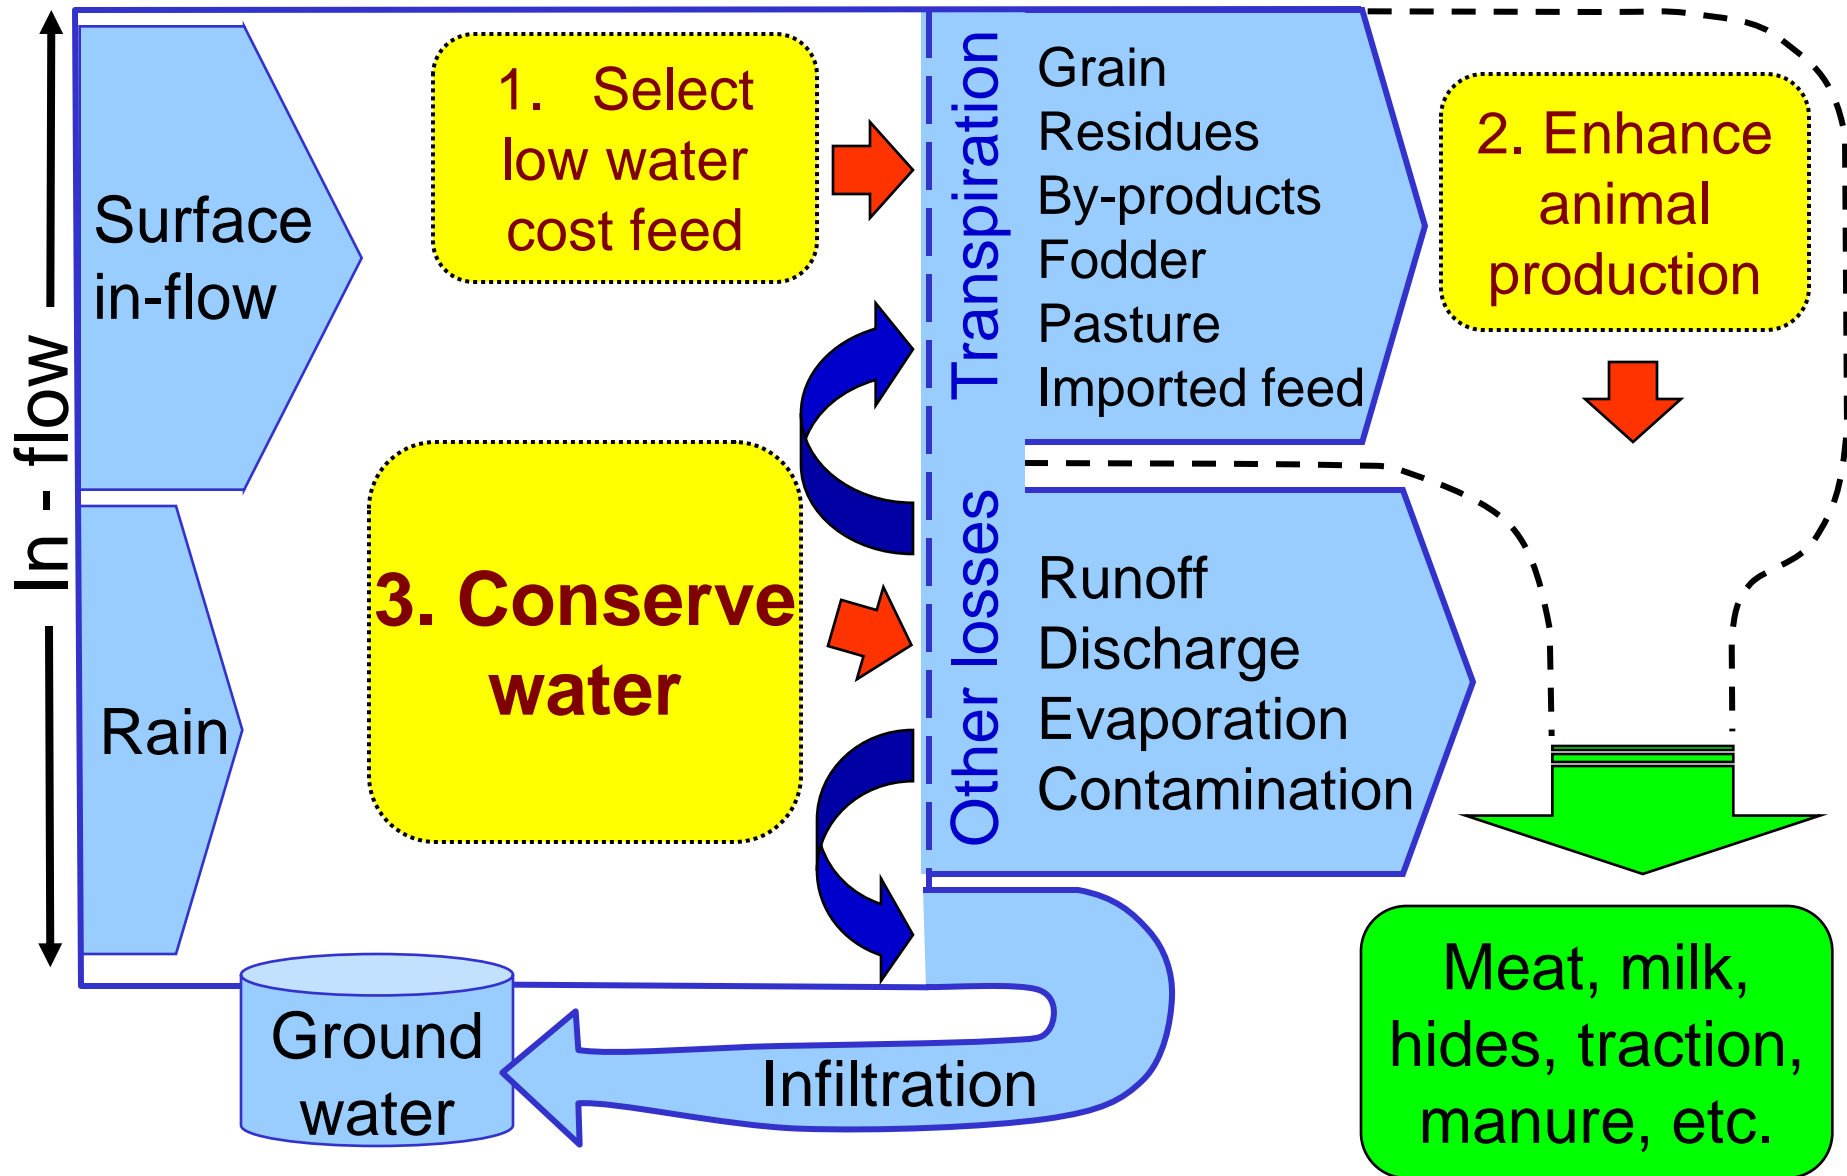 In - flow
Surface
in-flow
Rain
1. Select
low water
cost feed
3. Conserve
water
Transpiration
Other losses
Grain
Residues
By-products
Fodder
Pasture
Imported feed
Runoff
Discharge
Evaporation
Contamination
2. Enhance
animal
production
Ground
water
Infiltration
Meat, milk,
hides, traction,
manure, etc.